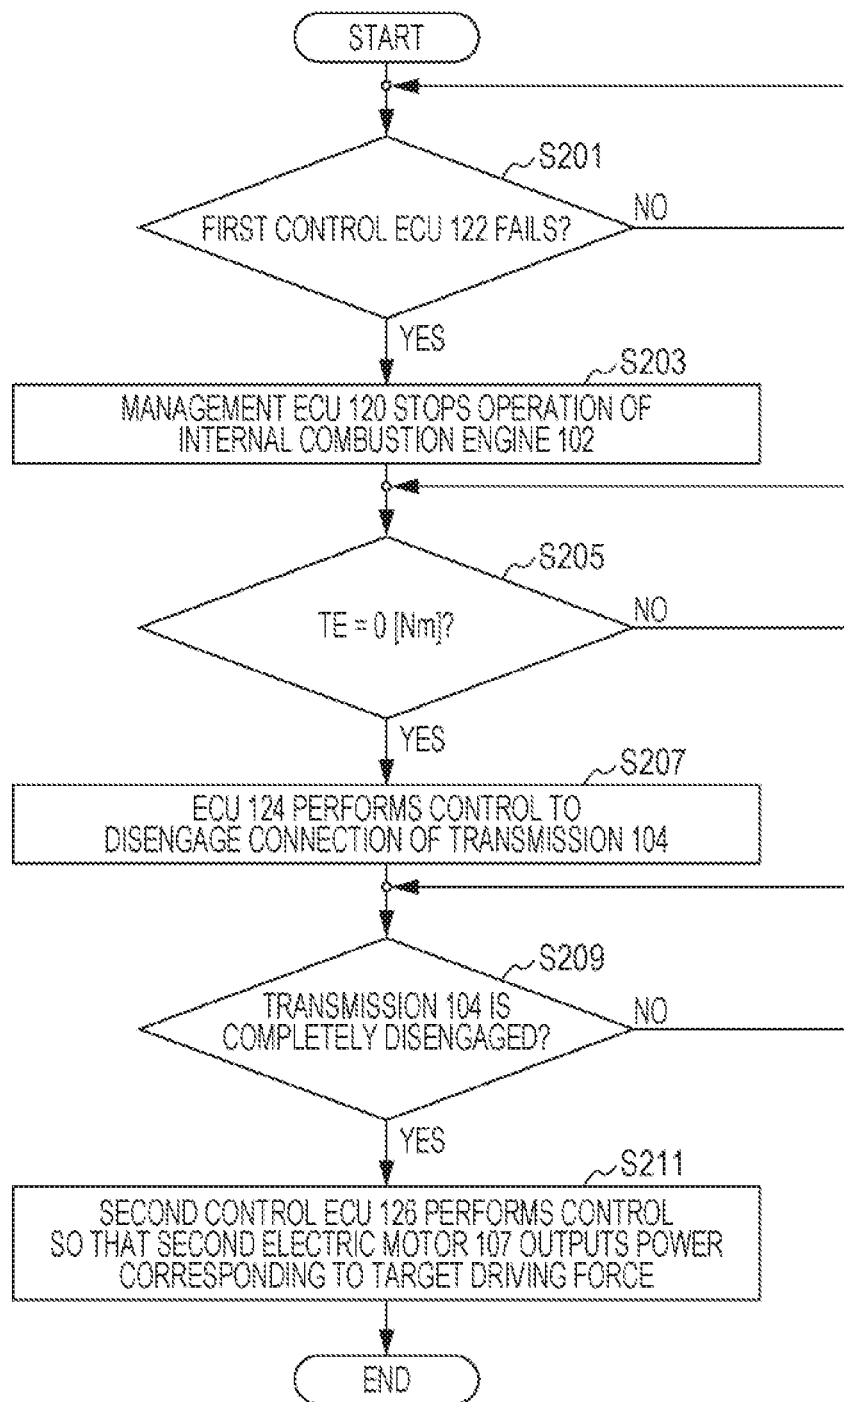 START
S201
FIRST CONTROL ECU 122 FAILS?
NO
YES
S203
MANAGEMENT ECU 120 STOPS OPERATION OF
INTERNAL COMBUSTION ENGINE 102
S205
TE = 0 [Nm]?
NO
YES
S207
ECU 124 PERFORMS CONTROL TO
DISENGAGE CONNECTION OF TRANSMISSION 104
S209
TRANSMISSION 104 IS
COMPLETELY DISENGAGED?
NO
YES
S211
SECOND CONTROL ECU 126 PERFORMS CONTROL
SO THAT SECOND ELECTRIC MOTOR 107 OUTPUTS POWER
CORRESPONDING TO TARGET DRIVING FORCE
END